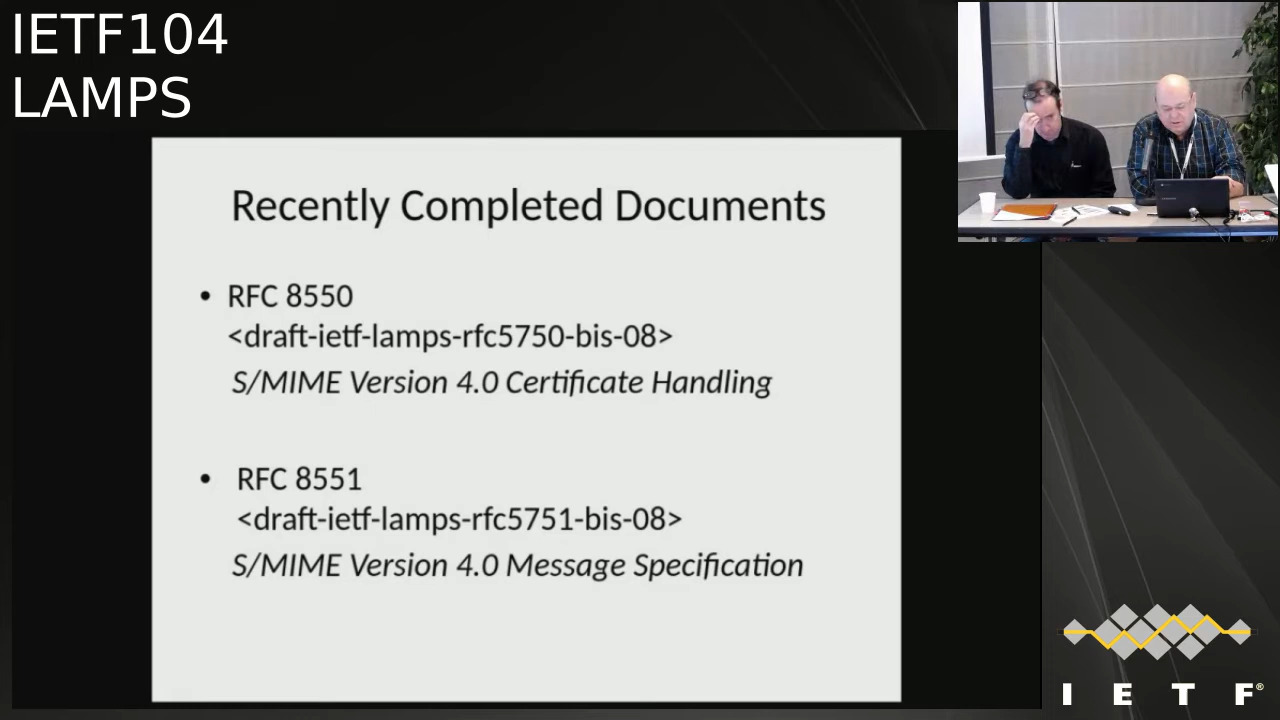 IETF104
LAMPS
Recently Completed Documents
• RFC 8550
<draft-ietf-lamps-rfc5750-bis-08>
S/MIME Version 4.0 Certificate Handling
• RFC 8551
<draft-ietf-lamps-rfc5751-bis-08>
S/MIME Version 4.0 Message Specification
I E T F®